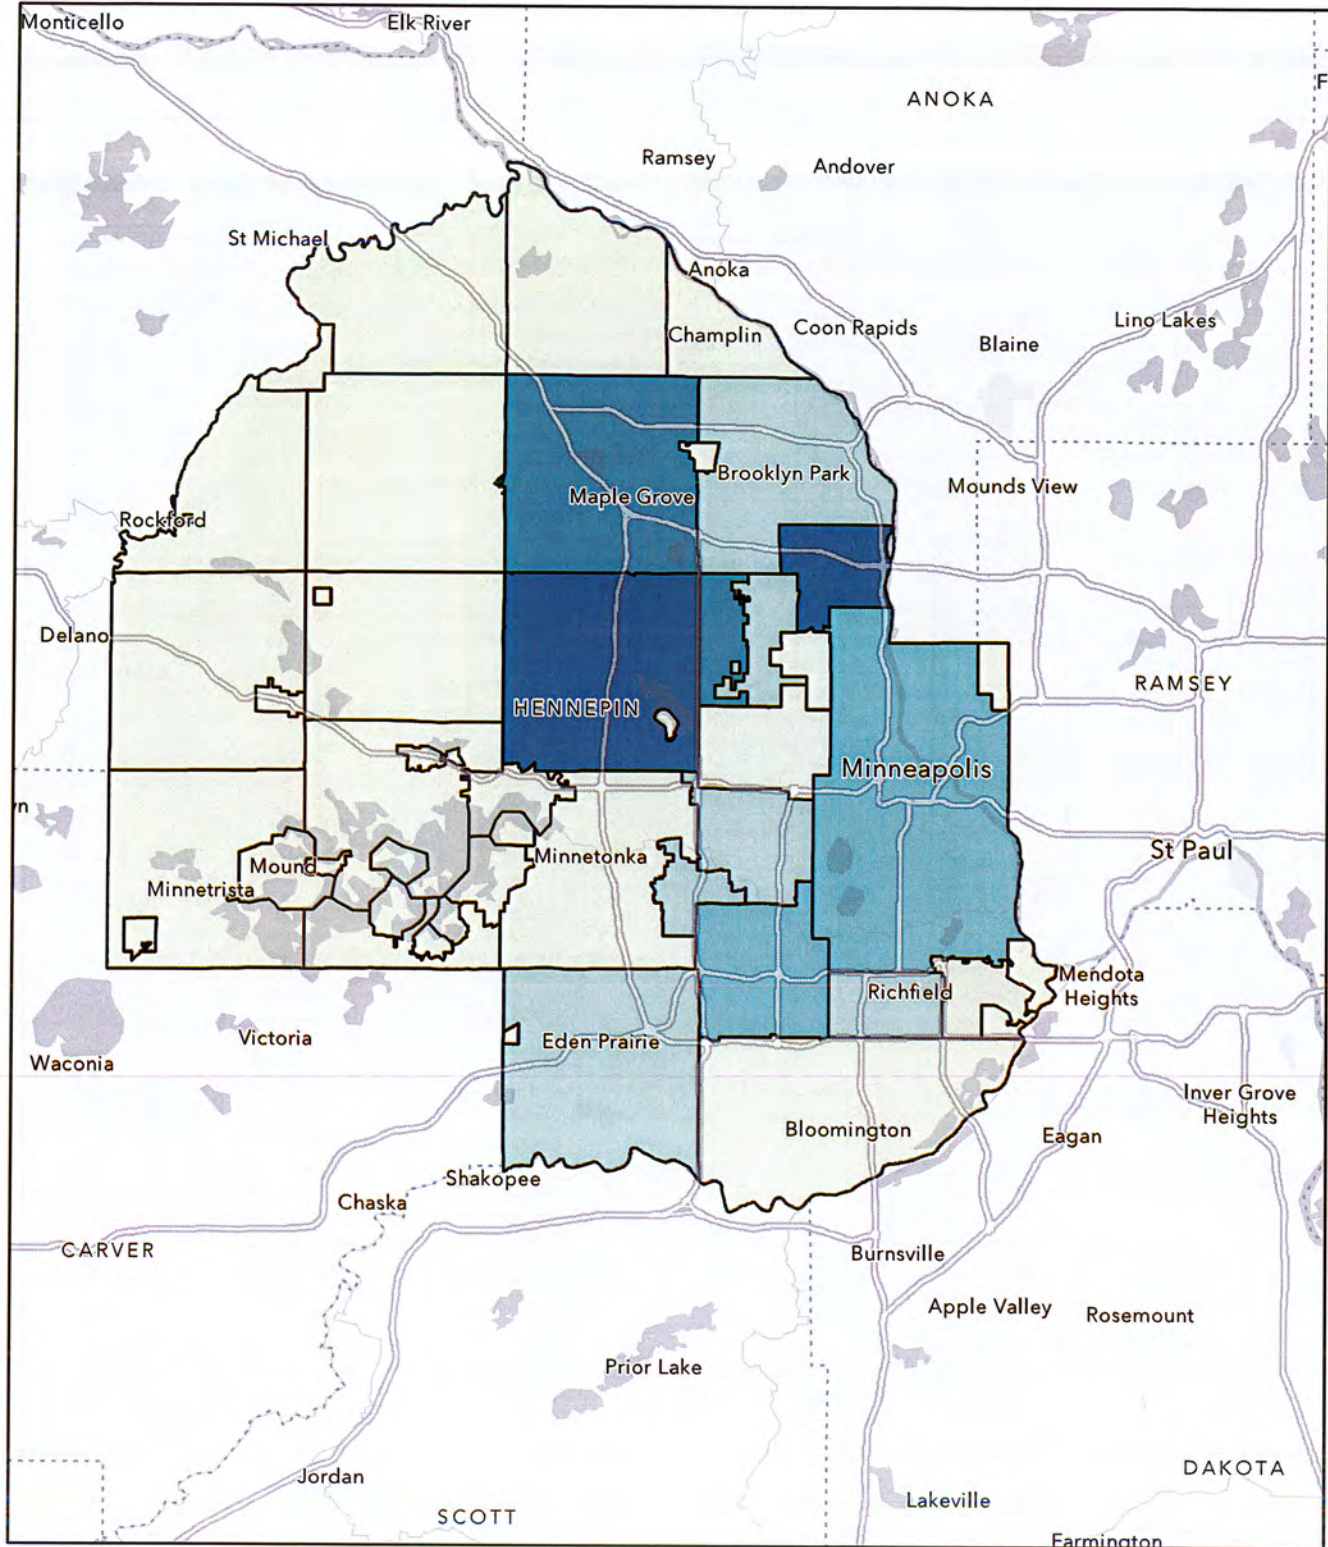 Monticello
Elk River
ANOKA
F
Ramsey
Andover
St Michael
Anoka
Champlin
Coon Rapids
Lino Lakes
Blaine
Maple Grove
Brooklyn Park
Mounds View
Rockford
Delano
RAMSEY
HENNEPIN
Minneapolis
vn
Minnetonka
St Paul
Mound
Minnetrista
Mendota
Heights
Richfield
Victoria
Eden Prairie
Waconia
Inver Grove
Heights
Bloomington
Eagan
Shakopee
Chaska
CARVER
Burnsville
Apple Valley
Rosemount
Prior Lake
Jordan
DAKOTA
Lakeville
SCOTT
Farmington